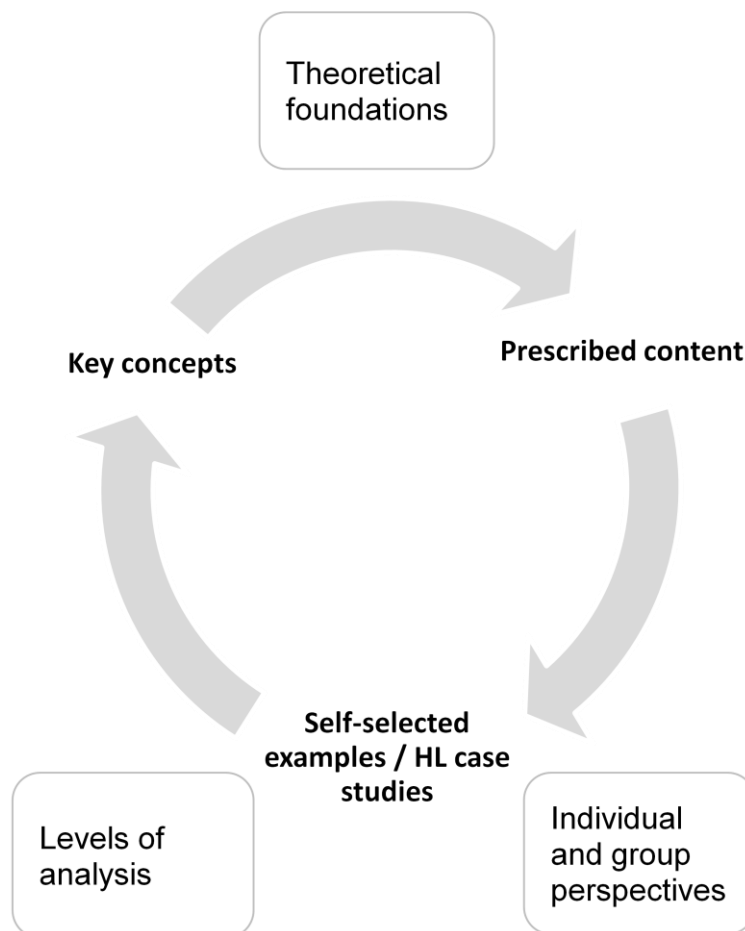 Theoretical
foundations
Key concepts
Prescribed content
Self-selected
examples / HL case
studies
Levels of
analysis
Individual
and group
perspectives